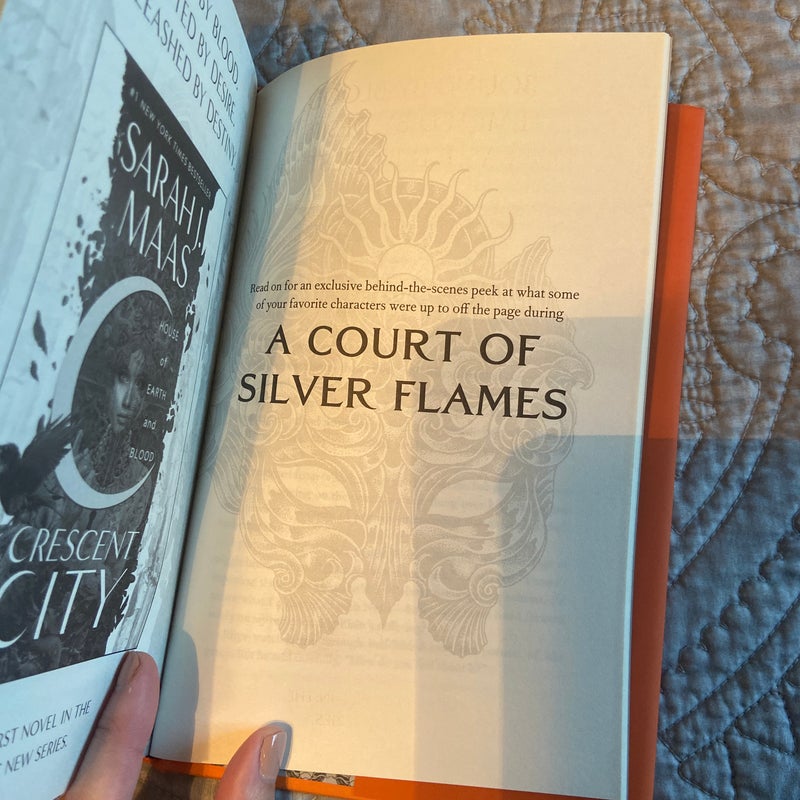 BY BLOOD.
TED BY DESIRE.
LEASHED BY DESTINY.
#1 NEW YORK TIMES BESTSELLER
SARAH J.
MAAS
HOUSE
of
EARTH
and
BLOOD
CRESCENT
CITY
RST NOVEL IN THE
NEW SERIES.
Read on for an exclusive behind-the-scenes peek at what some
of your favorite characters were up to off the page during
A COURT OF
SILVER FLAMES